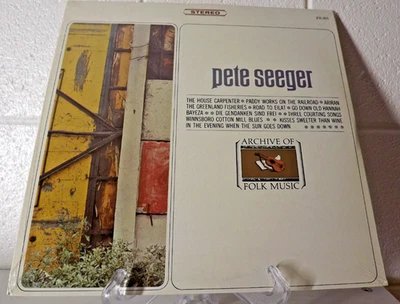 STEREO
pete seeger
THE HOUSE CARPENTER • PADDY WORKS ON THE RAILROAD • ARIRAN
THE GREENLAND FISHERIES • ROAD TO EILAT • GO DOWN OLD HANNAH
BAYEZA • • DIE GENDANKEN SIND FREI • • THREE COUNTING SONGS
WINNSBORO COTTON MILL BLUES • • KISSES SWEETER THAN WINE
IN THE EVENING WHEN THE SUN GOES DOWN
ARCHIVE OF
FOLK MUSIC